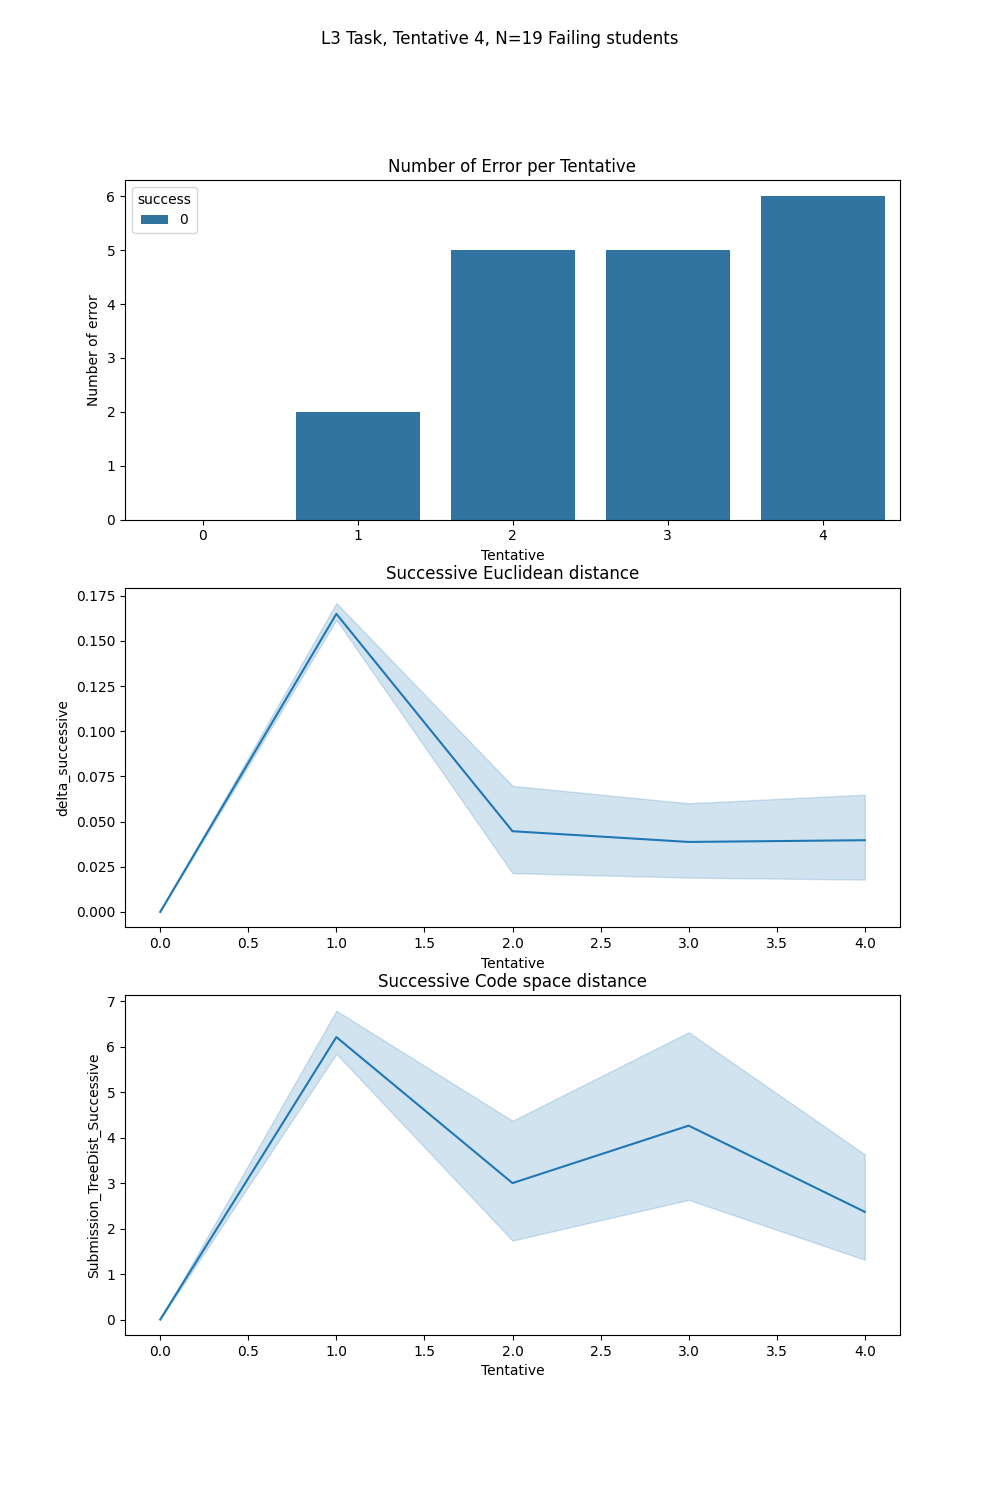 L3 Task, Tentative 4, N=19 Failing students
Number of Error per Tentative
success
0
6
5
4
3
2
1
0
Number of error
0 1 2 3 4
Tentative
Successive Euclidean distance
0.175
0.150
0.125
0.100
0.075
0.050
0.025
0.000
delta_successive
0.0 0.5 1.0 1.5 2.0 2.5 3.0 3.5 4.0
Tentative
Successive Code space distance
7
6
5
4
3
2
1
0
Submission_TreeDist_Successive
0.0 0.5 1.0 1.5 2.0 2.5 3.0 3.5 4.0
Tentative